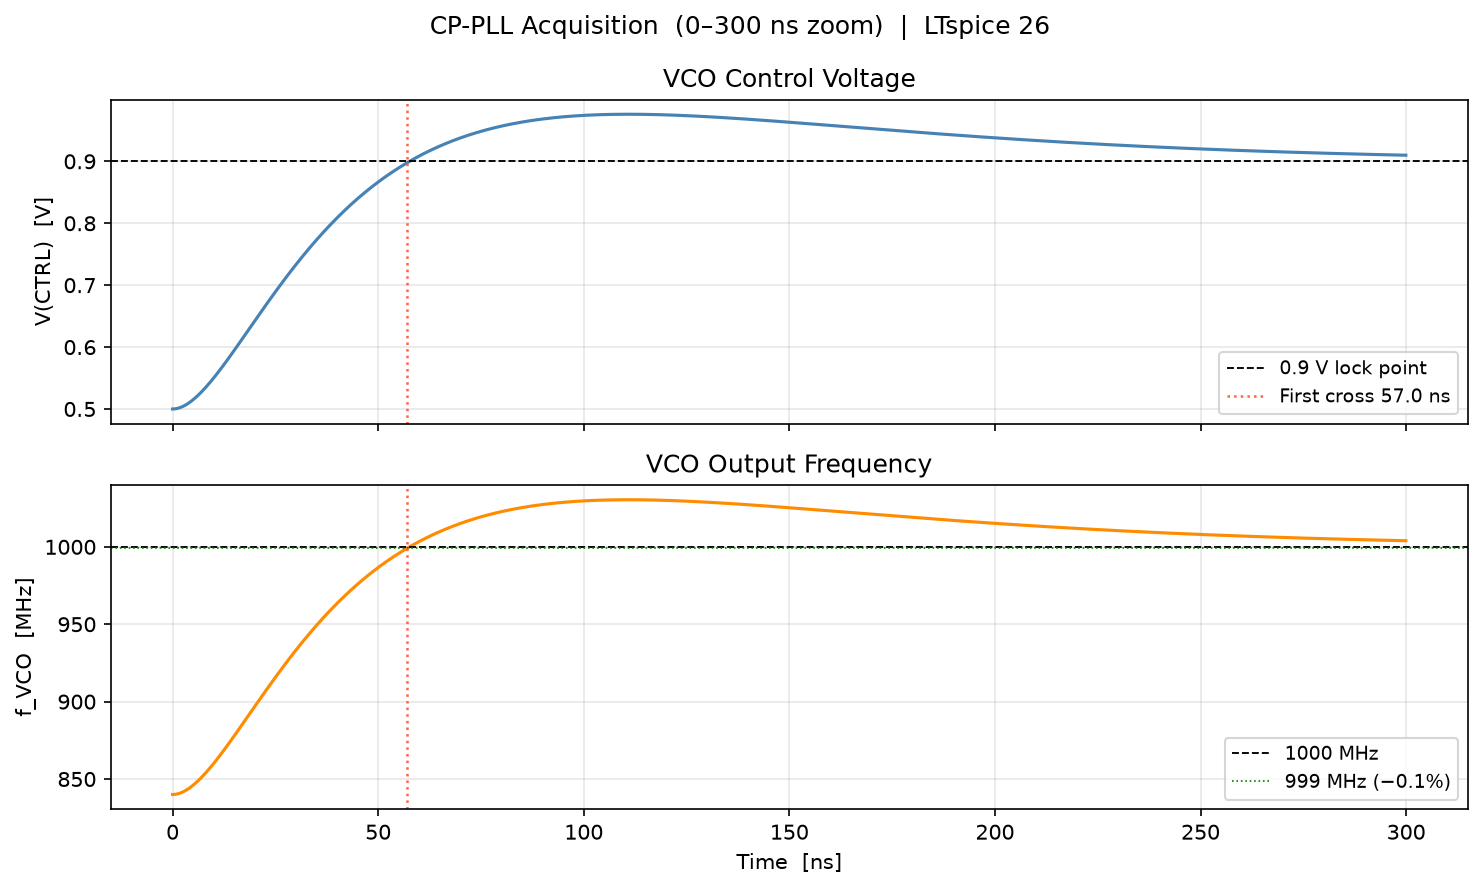 CP-PLL Acquisition  (0–300 ns zoom)  |  LTspice 26
VCO Control Voltage
V(CTRL)  [V]
0.9
0.8
0.7
0.6
0.5
0.9 V lock point
First cross 57.0 ns
VCO Output Frequency
f_VCO  [MHz]
1000
950
900
850
1000 MHz
999 MHz (−0.1%)
0 50 100 150 200 250 300
Time  [ns]